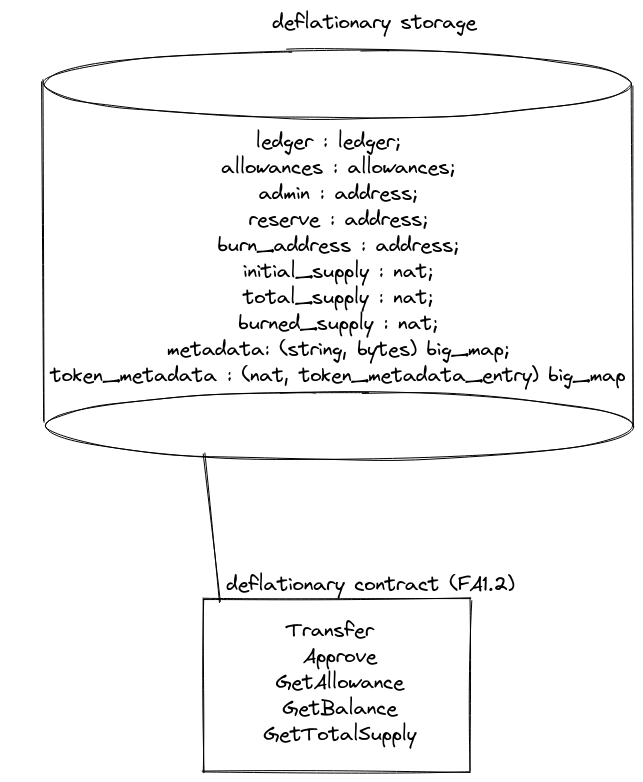 deflationary storage
ledger : ledger;
allowances : allowances;
admin : address;
reserve : address;
burn_address : address;
initial_supply : nat;
total_supply : nat;
burned_supply : nat;
metadata: (string, bytes) big_map;
token_metadata : (nat, token_metadata_entry) big_map
deflationary contract (FA1.2)
Transfer
Approve
GetAllowance
GetBalance
GetTotalSupply